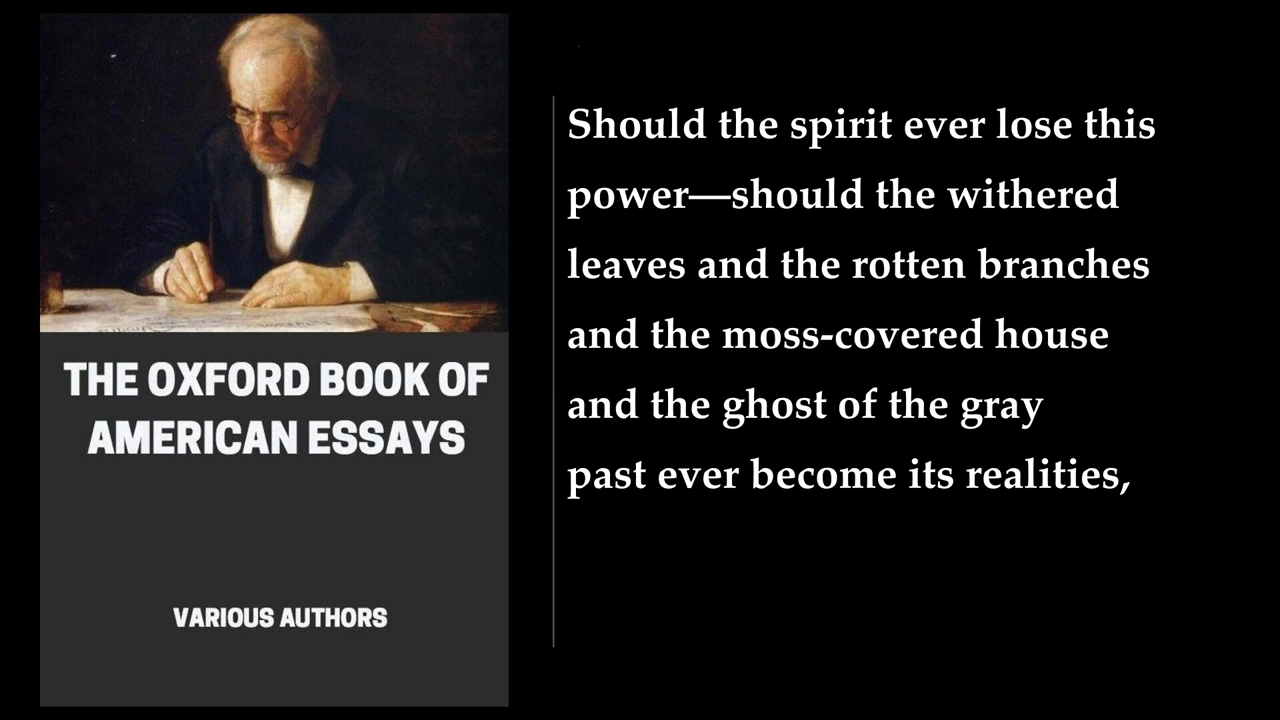 THE OXFORD BOOK OF
AMERICAN ESSAYS
VARIOUS AUTHORS
Should the spirit ever lose this
power—should the withered
leaves and the rotten branches
and the moss-covered house
and the ghost of the gray
past ever become its realities,